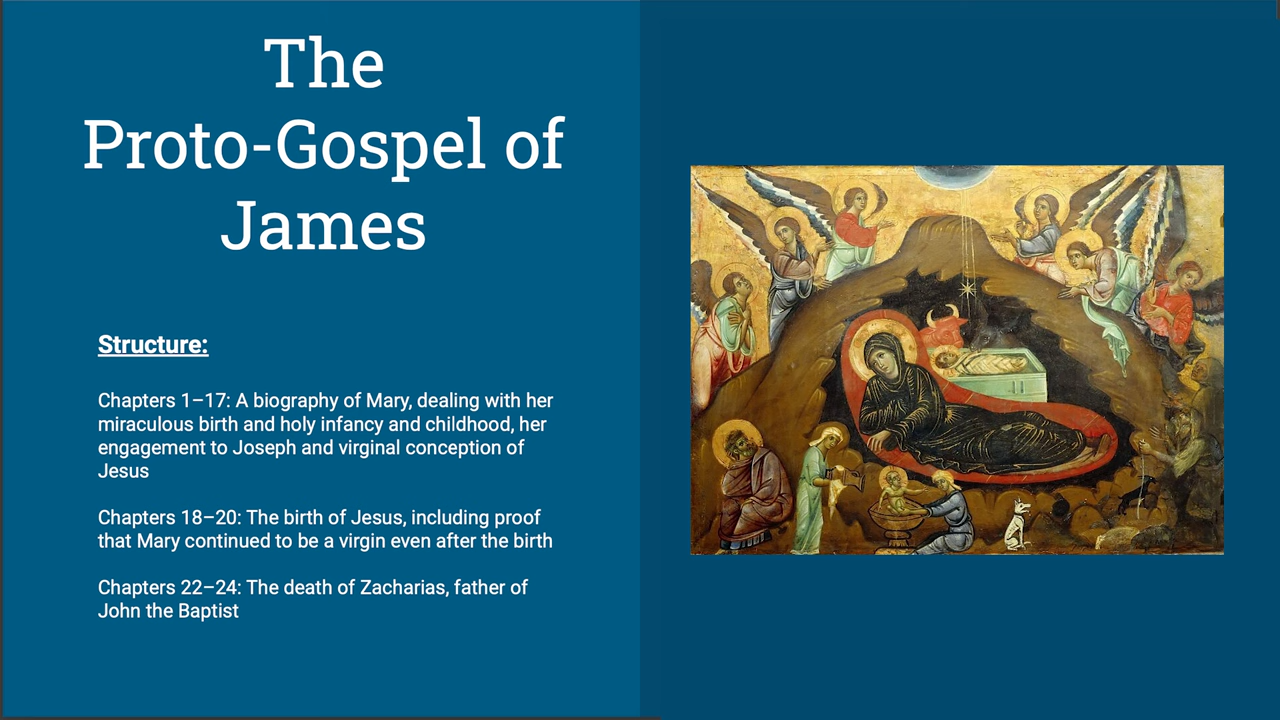 The
Proto-Gospel of
James
Structure:
Chapters 1–17: A biography of Mary, dealing with her
miraculous birth and holy infancy and childhood, her
engagement to Joseph and virginal conception of
Jesus
Chapters 18–20: The birth of Jesus, including proof
that Mary continued to be a virgin even after the birth
Chapters 22–24: The death of Zacharias, father of
John the Baptist